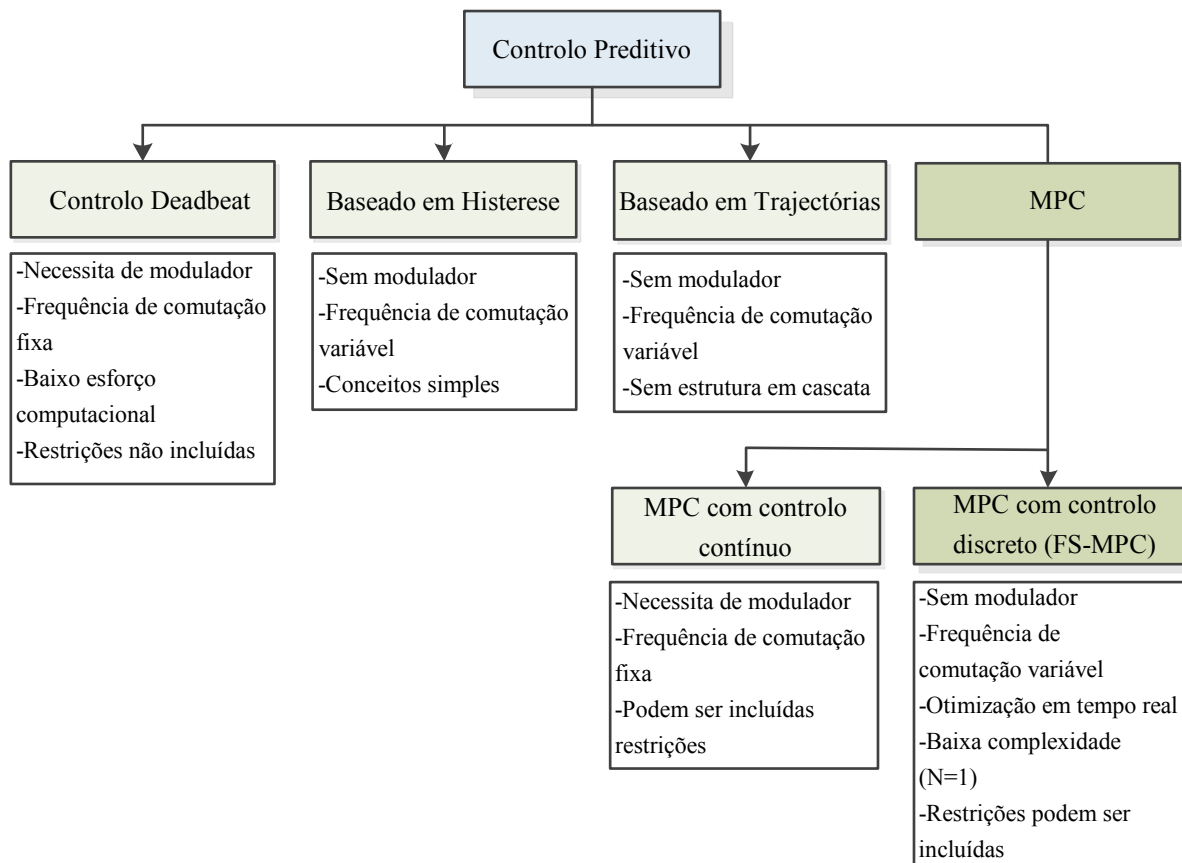 Controlo Preditivo
Controlo Deadbeat
-Necessita de modulador
-Frequência de comutação
fixa
-Baixo esforço
computacional
-Restrições não incluídas
Baseado em Histerese
-Sem modulador
-Frequência de comutação
variável
-Conceitos simples
Baseado em Trajectórias
-Sem modulador
-Frequência de comutação
variável
-Sem estrutura em cascata
MPC
MPC com controlo
contínuo
-Necessita de modulador
-Frequência de comutação
fixa
-Podem ser incluídas
restrições
MPC com controlo
discreto (FS-MPC)
-Sem modulador
-Frequência de
comutação variável
-Otimização em tempo real
-Baixa complexidade
(N=1)
-Restrições podem ser
incluídas